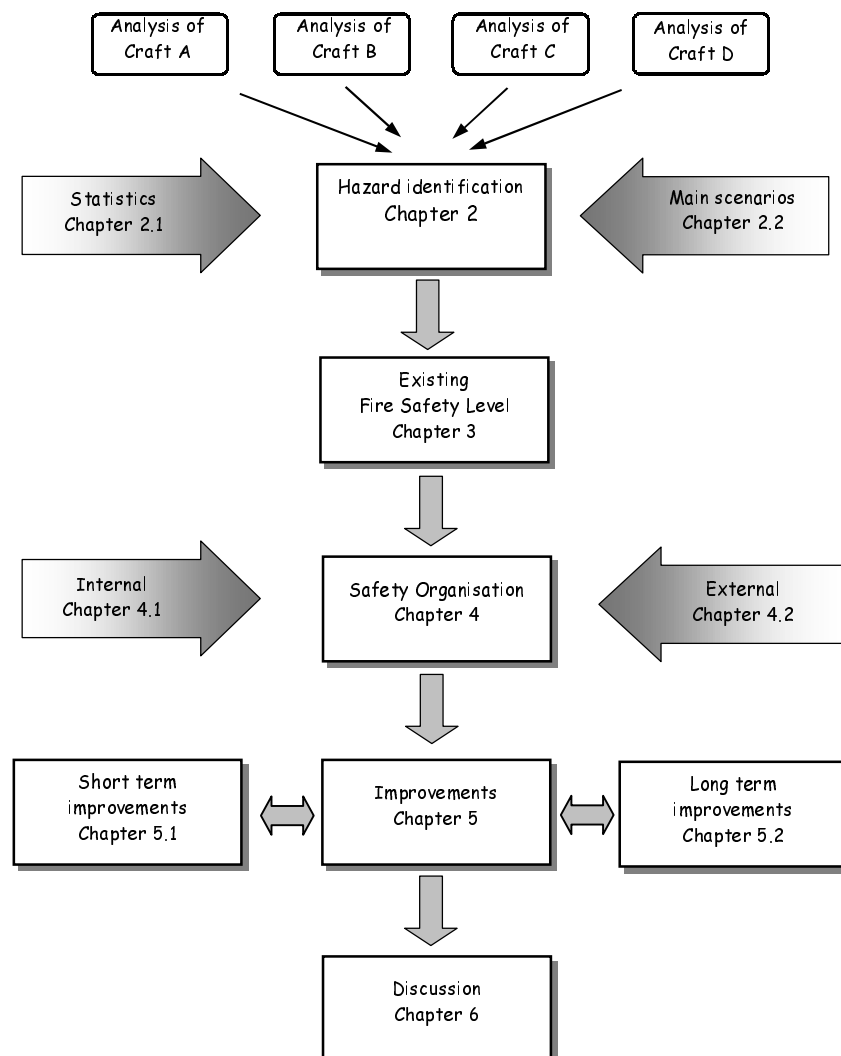 Analysis of
Craft A
Analysis of
Craft B
Analysis of
Craft C
Analysis of
Craft D
Statistics
Chapter 2.1
Hazard identification
Chapter 2
Main scenarios
Chapter 2.2
Existing
Fire Safety Level
Chapter 3
Internal
Chapter 4.1
Safety Organisation
Chapter 4
External
Chapter 4.2
Short term
improvements
Chapter 5.1
Improvements
Chapter 5
Long term
improvements
Chapter 5.2
Discussion
Chapter 6